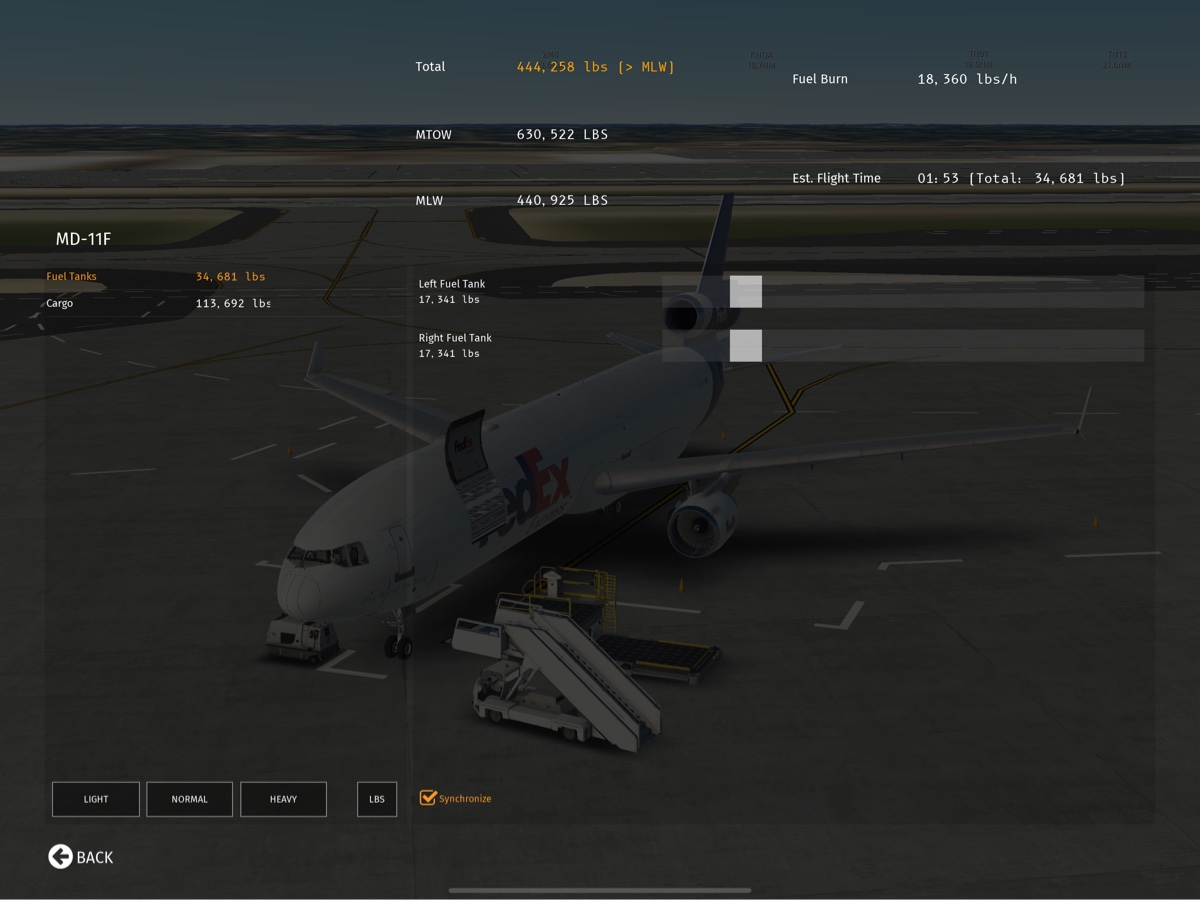 Total 444,258 lbs [> MLW]
Fuel Burn 18,360 lbs/h
MTOW 630,522 LBS
Est. Flight Time 01:53 [Total: 34,681 lbs]
MLW 440,925 LBS
MD-11F
Fuel Tanks 34,681 lbs
Cargo 113,692 lbs
Left Fuel Tank
17,341 lbs
Right Fuel Tank
17,341 lbs
FedEx
FedEx
LIGHT NORMAL HEAVY LBS Synchronize
BACK